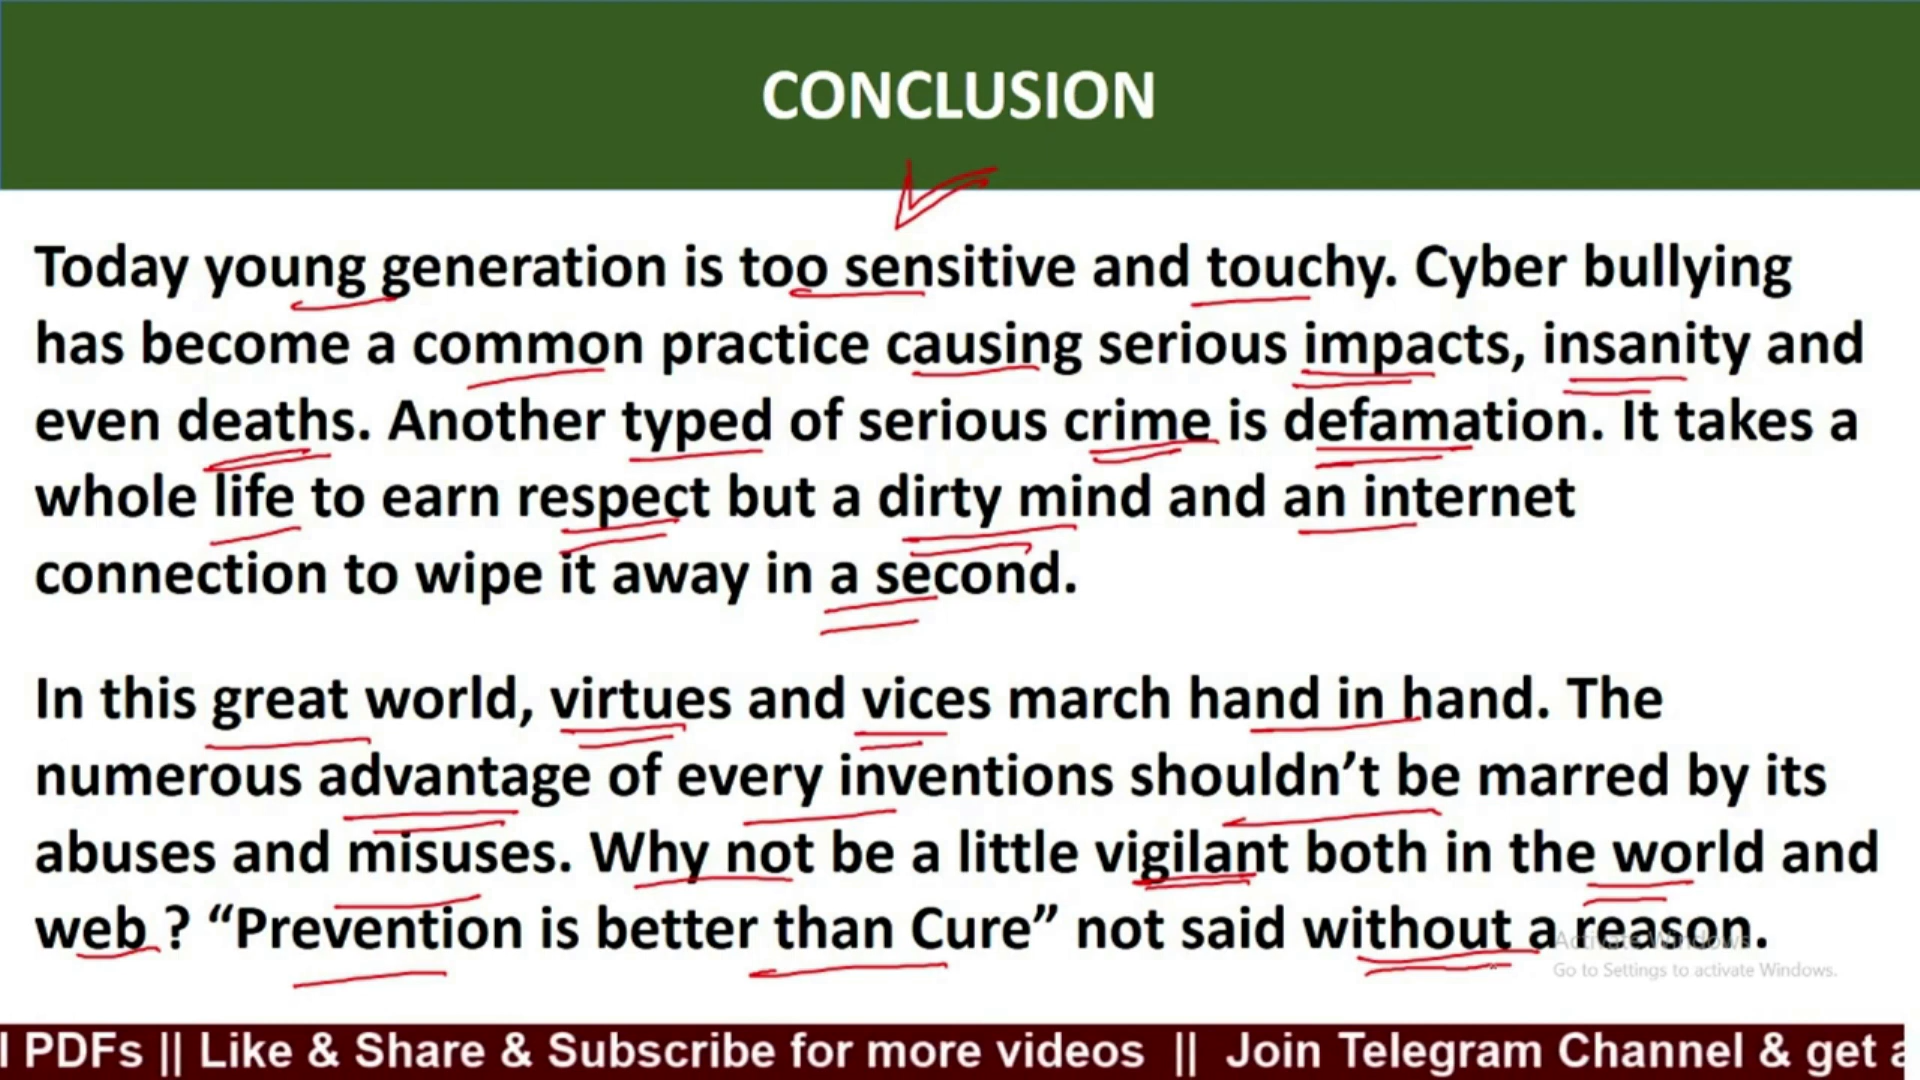 CONCLUSION
Today young generation is too sensitive and touchy. Cyber bullying
has become a common practice causing serious impacts, insanity and
even deaths. Another typed of serious crime is defamation. It takes a
whole life to earn respect but a dirty mind and an internet
connection to wipe it away in a second.
In this great world, virtues and vices march hand in hand. The
numerous advantage of every inventions shouldn’t be marred by its
abuses and misuses. Why not be a little vigilant both in the world and
web ? “Prevention is better than Cure” not said without a reason.
Activate Windows
Go to Settings to activate Windows.
l PDFs || Like & Share & Subscribe for more videos || Join Telegram Channel & get a